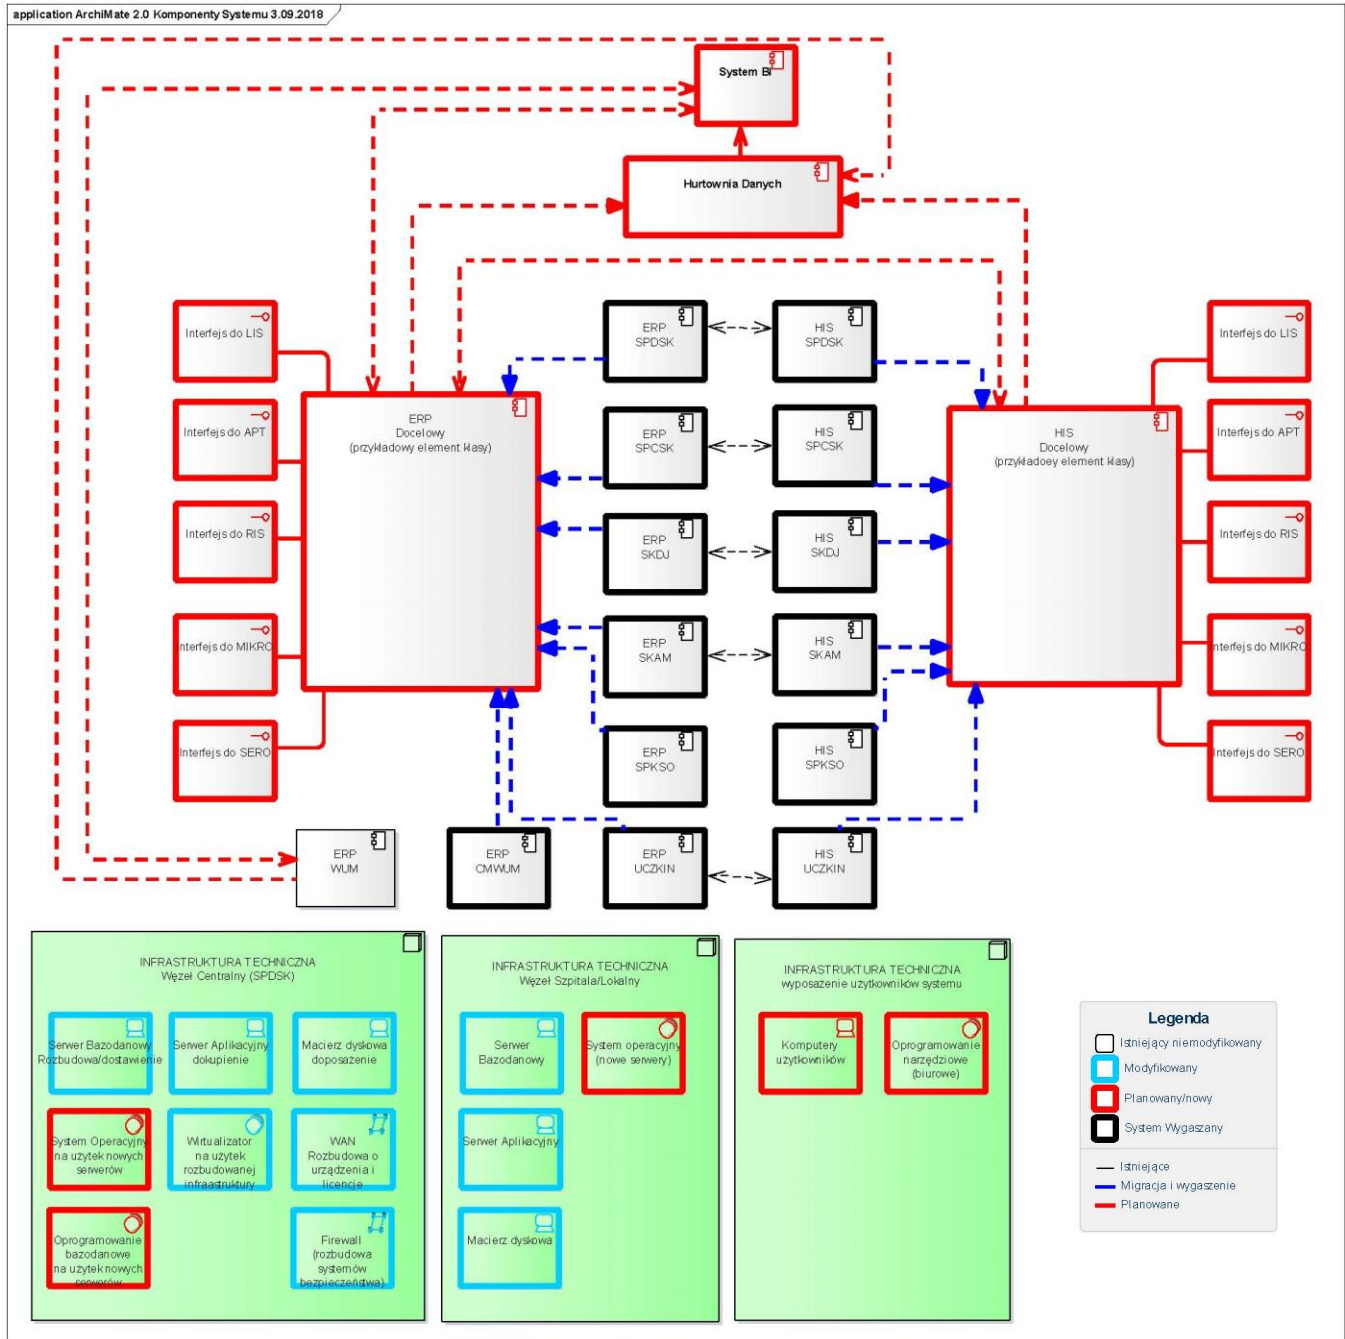 application ArchiMate 2.0 Komponenty Systemu 3.09.2018
System BI
Hurtownia Danych
Interfejs do LIS
Interfejs do APT
Interfejs do RIS
Interfejs do MIKRO
Interfejs do SERO
ERP
Docelowy
(przykładowy element klasy)
ERP
SPDSK
ERP
SPCSK
ERP
SKDJ
ERP
SKAM
ERP
SPKSO
ERP
UCZKIN
HIS
SPDSK
HIS
SPCSK
HIS
SKDJ
HIS
SKAM
HIS
SPKSO
HIS
UCZKIN
HIS
Docelowy
(przykładoey element klasy)
Interfejs do LIS
Interfejs do APT
Interfejs do RIS
nterfejs do MIKRO
Interfejs do SERO
ERP
WUM
ERP
CMWUM
INFRASTRUKTURA TECHNICZNA
Węzeł Centralny (SPDSK)
Serwer Bazodanowy
Rozbudowa/dostawienie
Serwer Aplikacyjny
dokupienie
Macierz dyskowa
doposażenie
System Operacyjny
na użytek nowych
serwerów
Wirtualizator
na użytek
rozbudowanej
infraastruktury
WAN
Rozbudowa o
urządzenia i
licencje
Oprogramowanie
bazodanowe
na użytek nowych
serwerów
Firewall
(rozbudowa
systemów
bezpieczeństwa)
INFRASTRUKTURA TECHNICZNA
Węzeł Szpitala/Lokalny
Serwer
Bazodanowy
System operacyjny
(nowe serwery)
Serwer Aplikacyjny
Macierz dyskowa
INFRASTRUKTURA TECHNICZNA
wyposażenie użytkowników systemu
Komputery
użytkowników
Oprogramowanie
narzędziowe
(biurowe)
Legenda
Istniejący niemodyfikowany
Modyfikowany
Planowany/nowy
System Wygaszany
Istniejące
Migracja i wygaszenie
Planowane